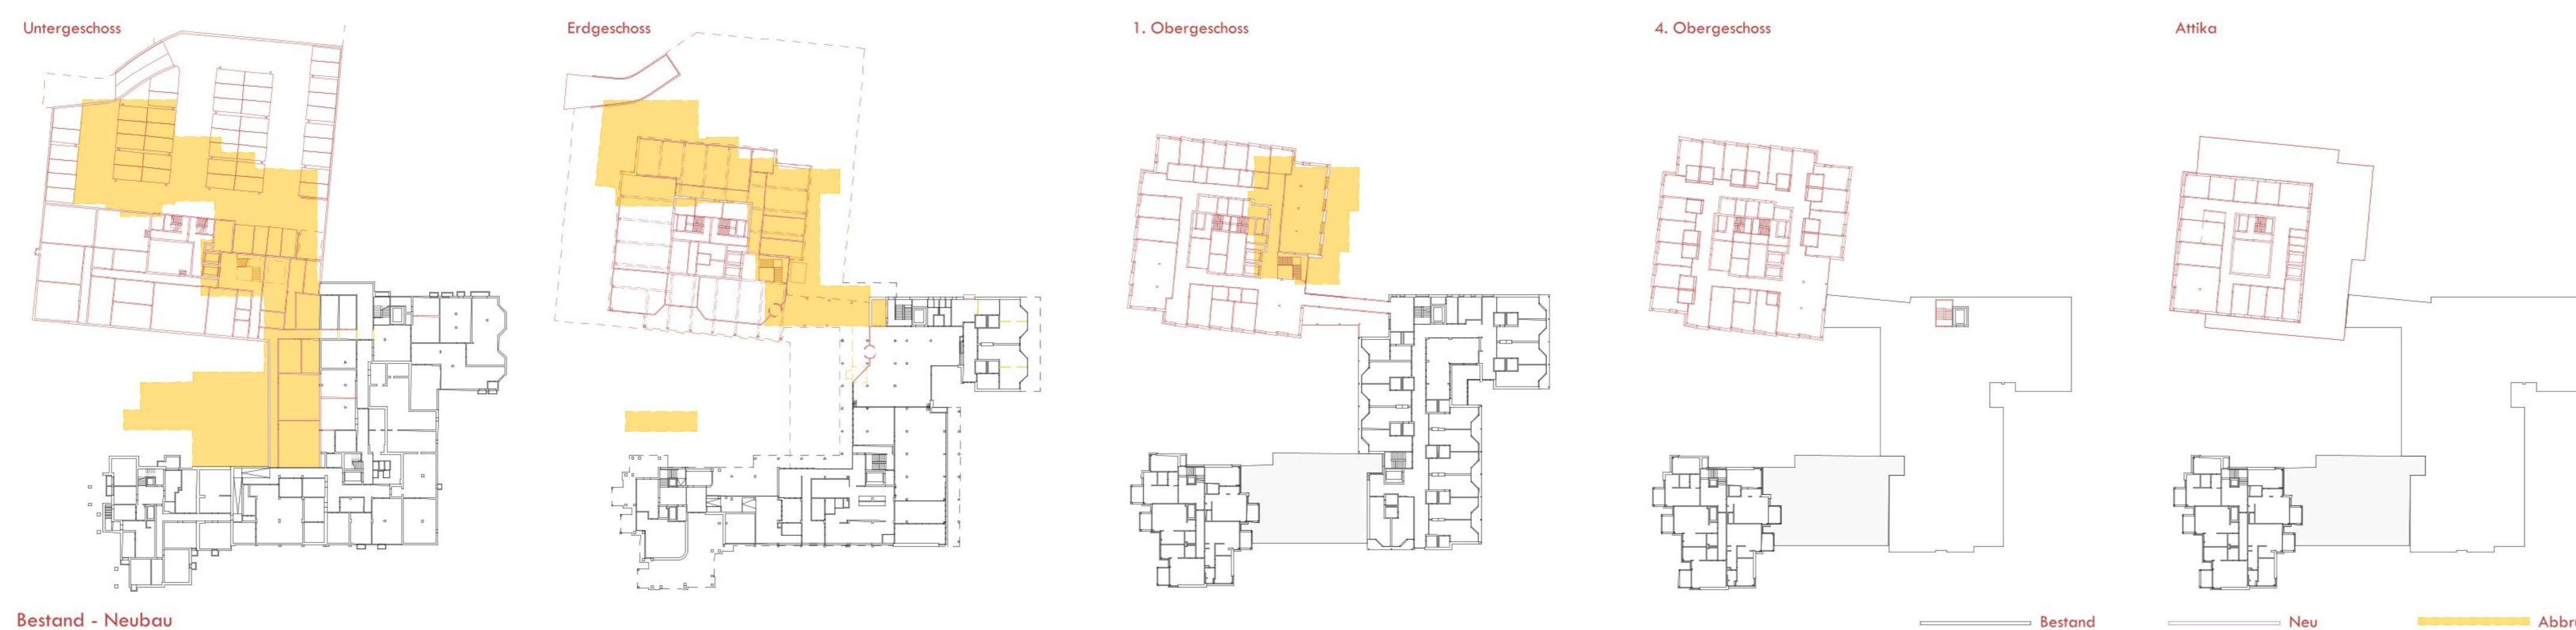 Untergeschoss
Erdgeschoss
1. Obergeschoss
4. Obergeschoss
Attika
Bestand - Neubau
Bestand
Neu